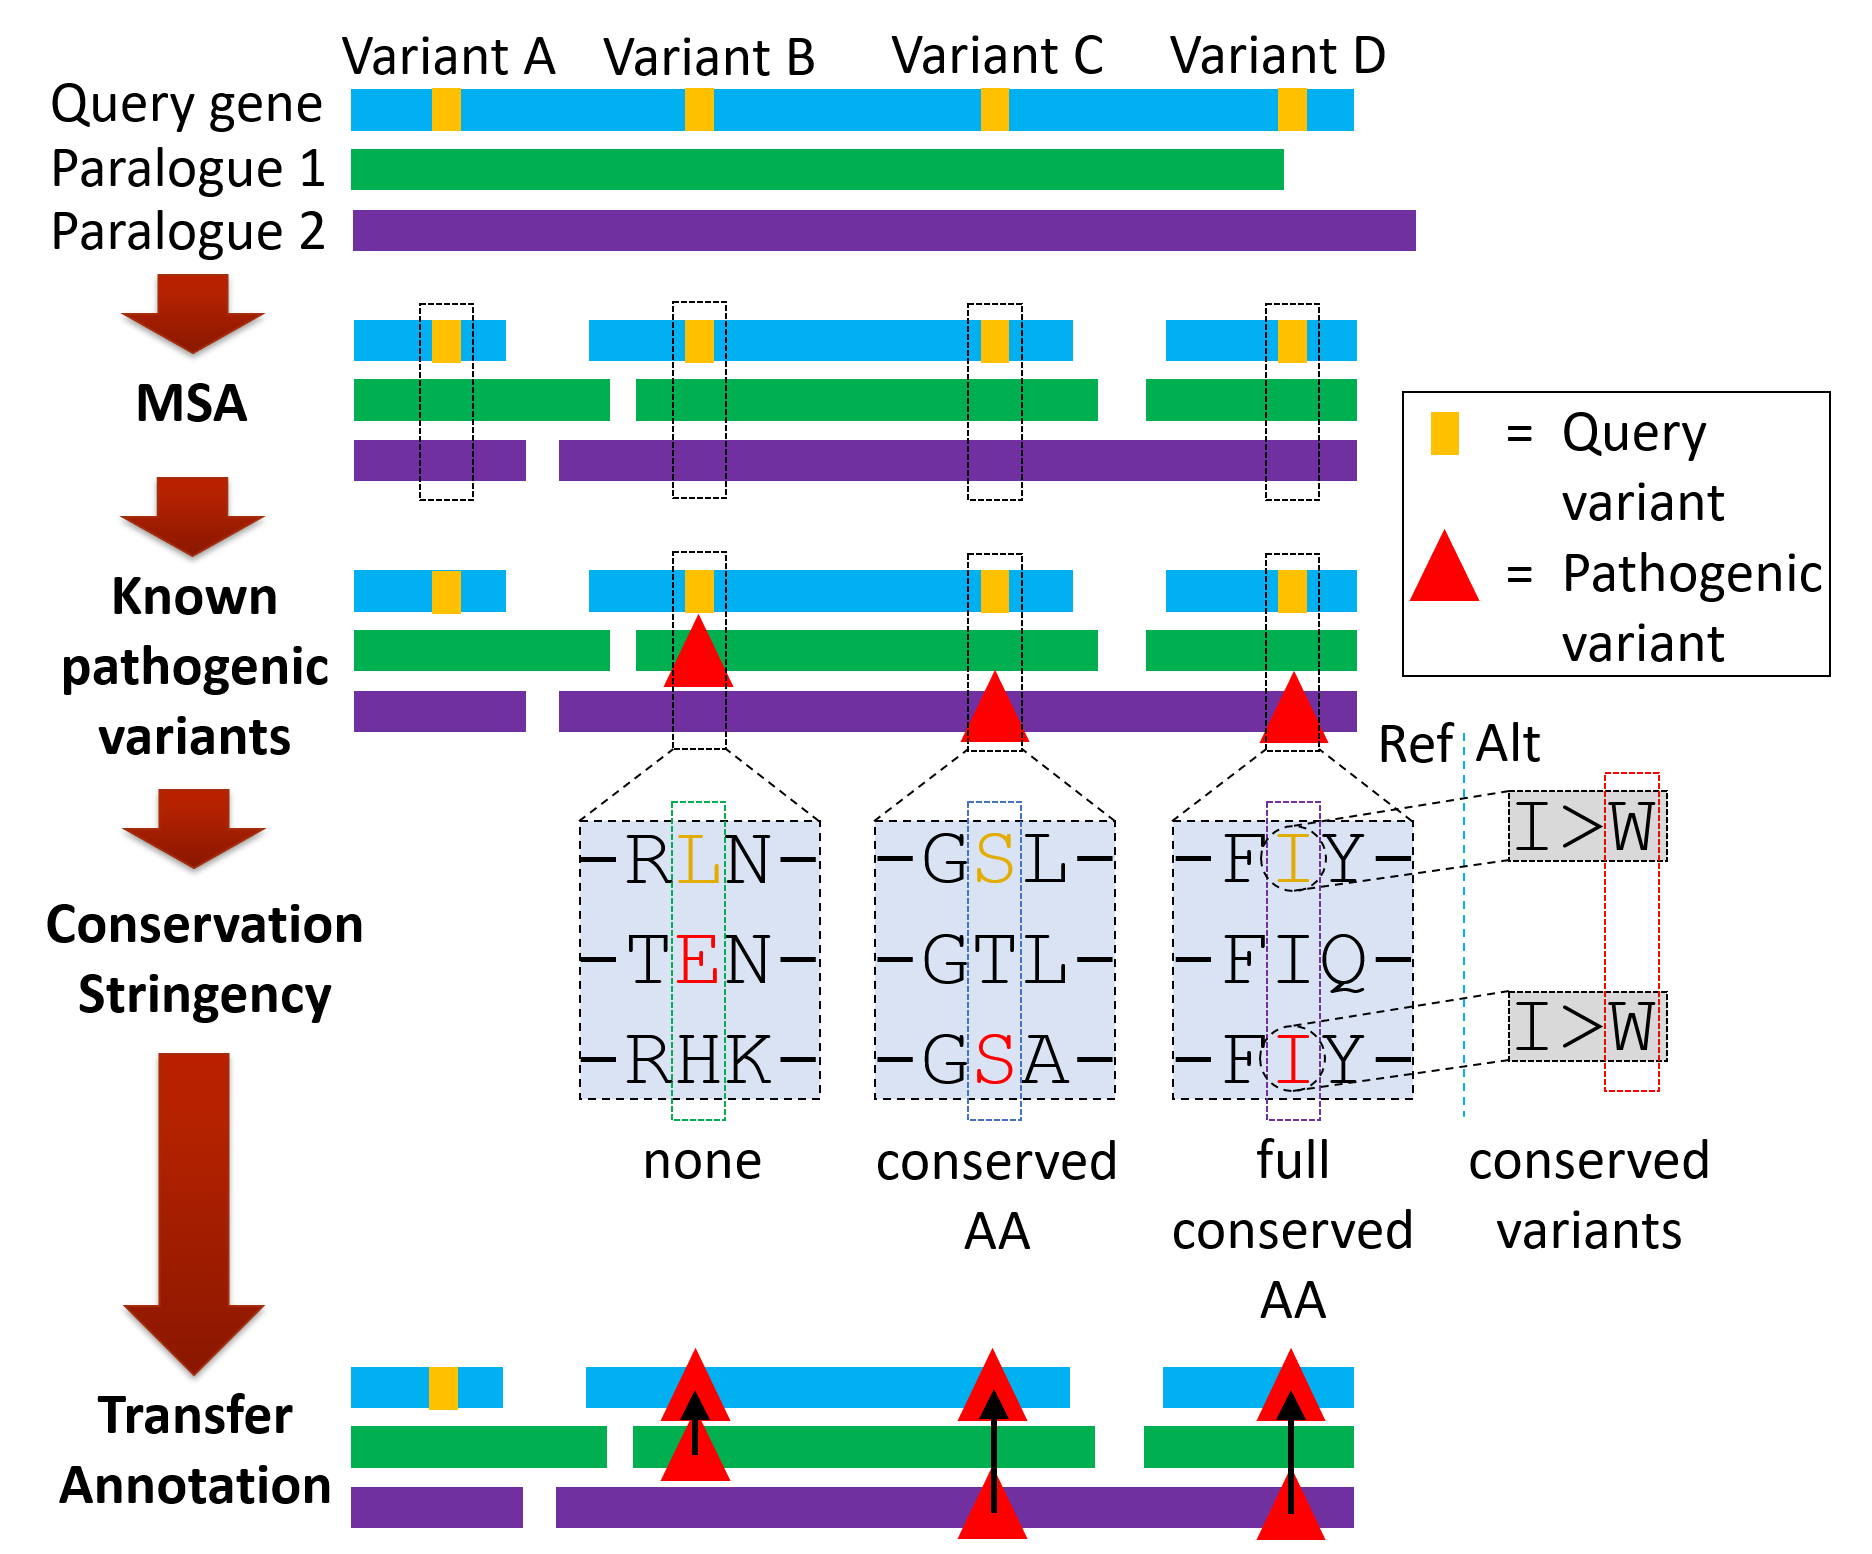 Variant A Variant B Variant C Variant D
Query gene
Paralogue 1
Paralogue 2
MSA
= Query
variant
= Pathogenic
variant
Known
pathogenic
variants
Ref Alt
Conservation
Stringency
RLN GSL FIY I>W
TEN GTL FIQ
RHK GSA FIY I>W
none conserved full conserved
AA conserved variants
AA
Transfer
Annotation